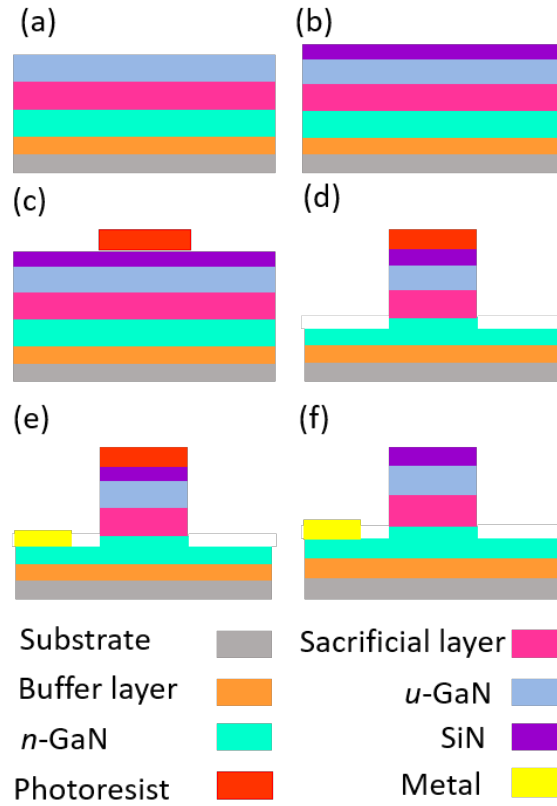 (a)
(b)
(c)
(d)
(e)
(f)
Substrate
Sacrificial layer
Buffer layer
u-GaN
n-GaN
SiN
Photoresist
Metal